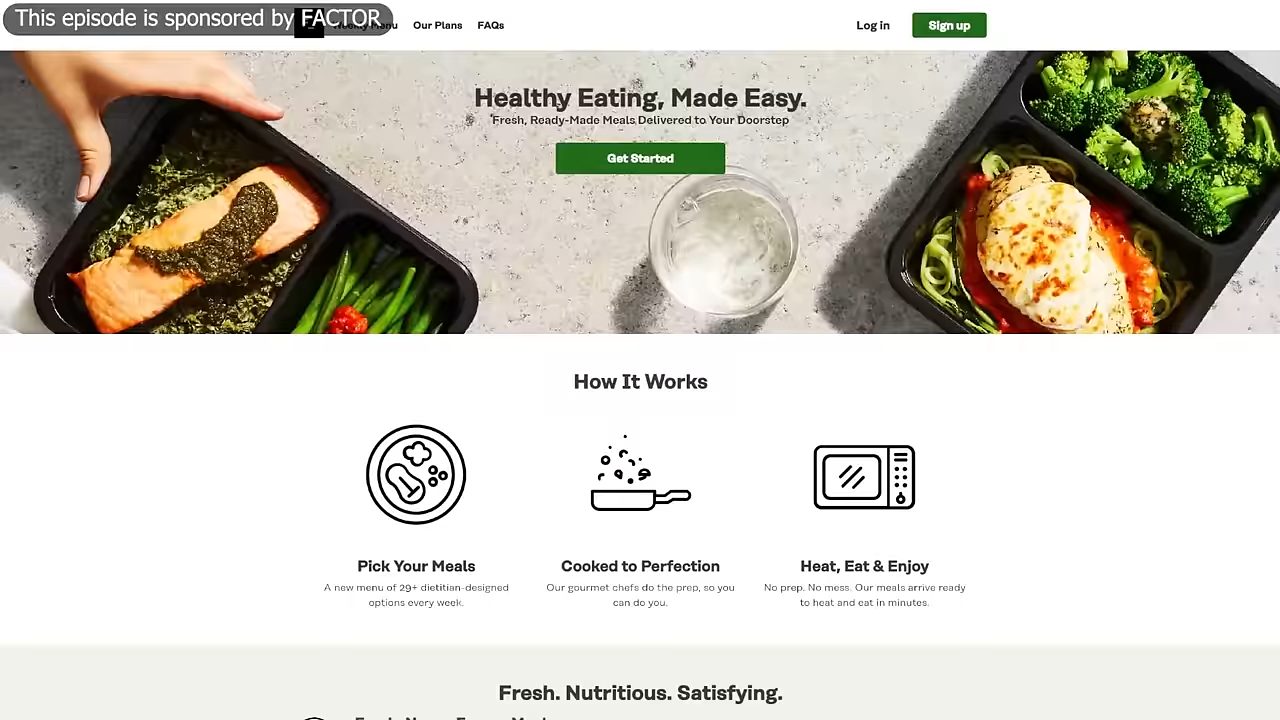 This episode is sponsored by FACTOR
Weekly Menu
Our Plans
FAQs
Log in
Sign up
Healthy Eating, Made Easy.
Fresh, Ready-Made Meals Delivered to Your Doorstep
Get Started
How It Works
Pick Your Meals
A new menu of 29+ dietitian-designed
options every week.
Cooked to Perfection
Our gourmet chefs do the prep, so you
can do you.
Heat, Eat & Enjoy
No prep. No mess. Our meals arrive ready
to heat and eat in minutes.
Fresh. Nutritious. Satisfying.